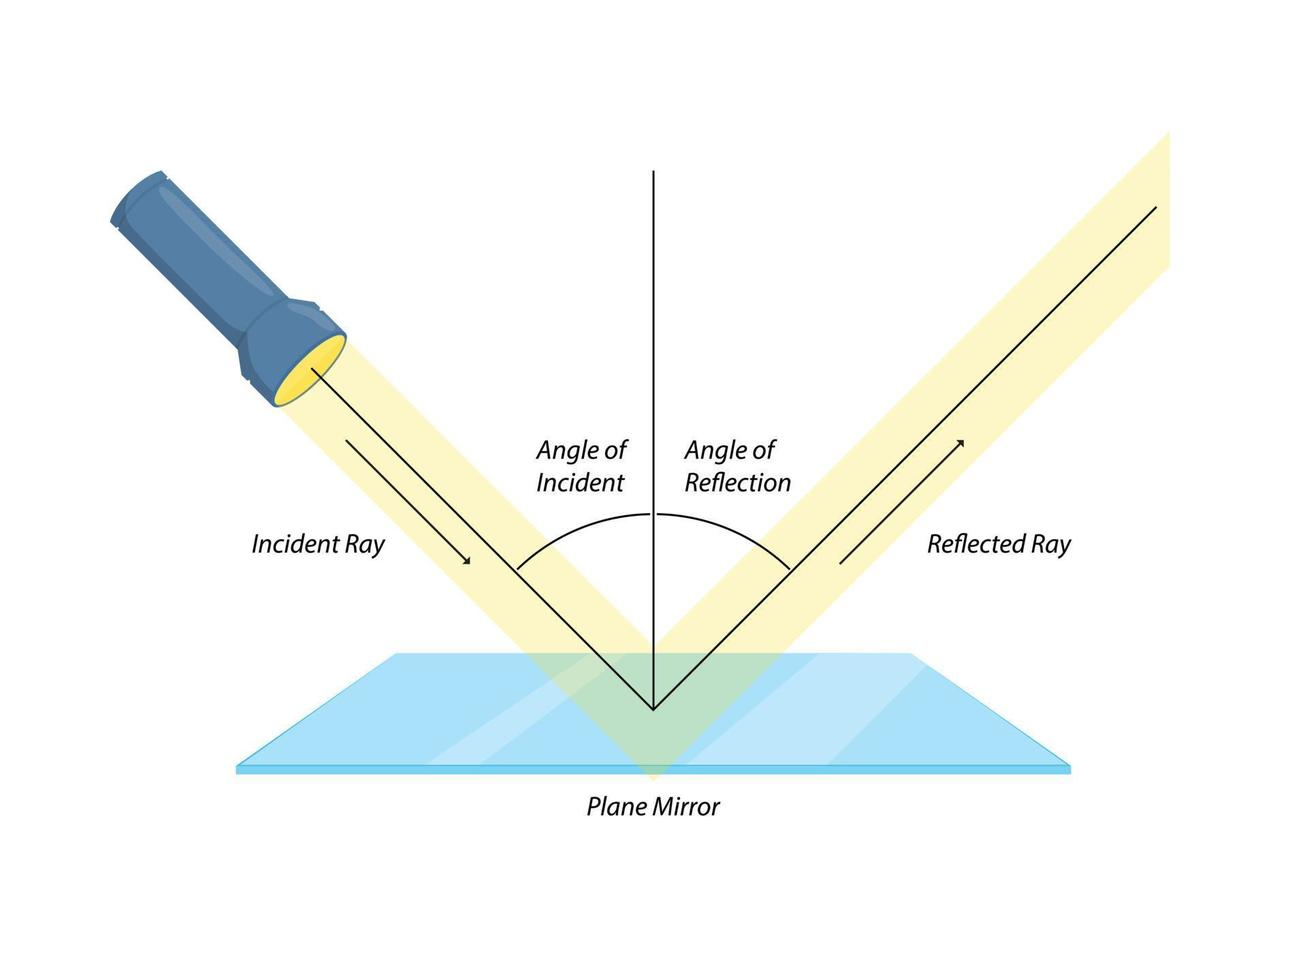 Angle of
Incident
Angle of
Reflection
Incident Ray
Reflected Ray
Plane Mirror